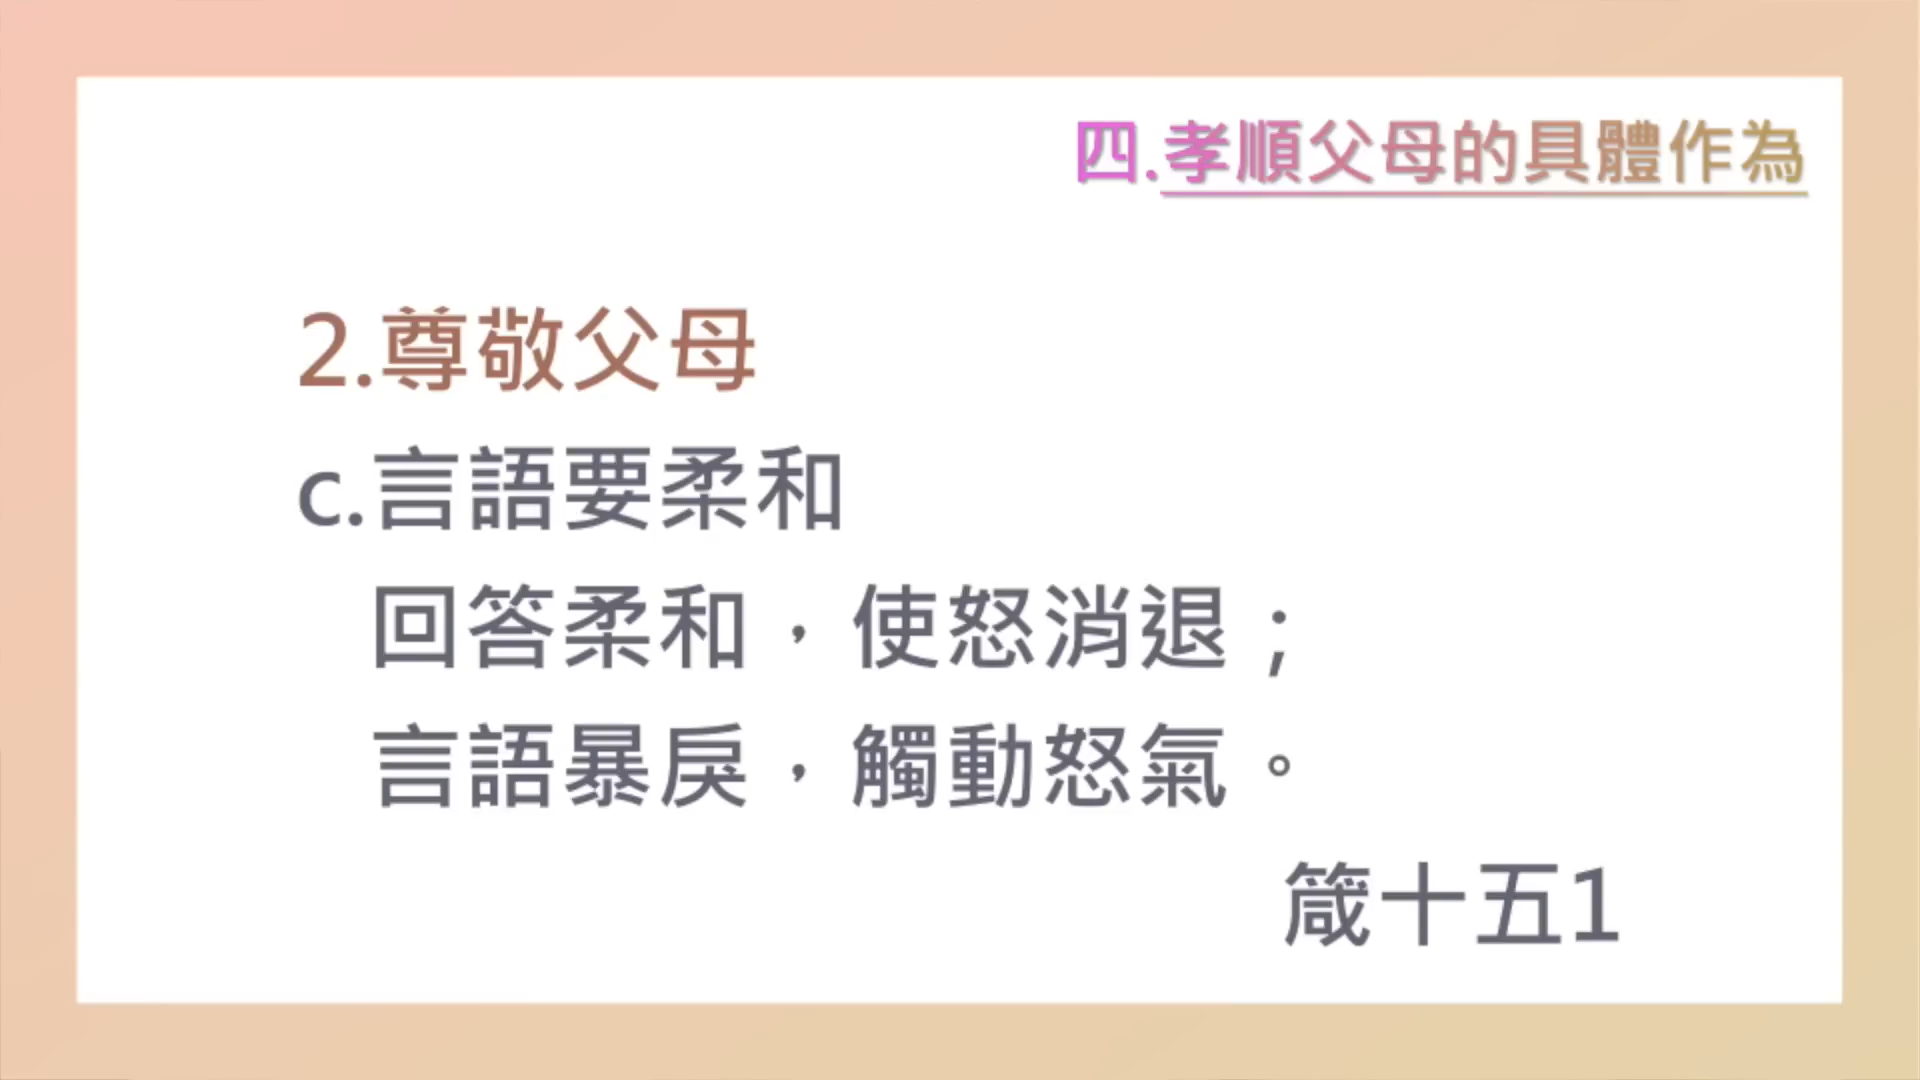 四.孝順父母的具體作為
2.尊敬父母
c.言語要柔和
回答柔和，使怒消退；
言語暴戾，觸動怒氣。
箴十五1